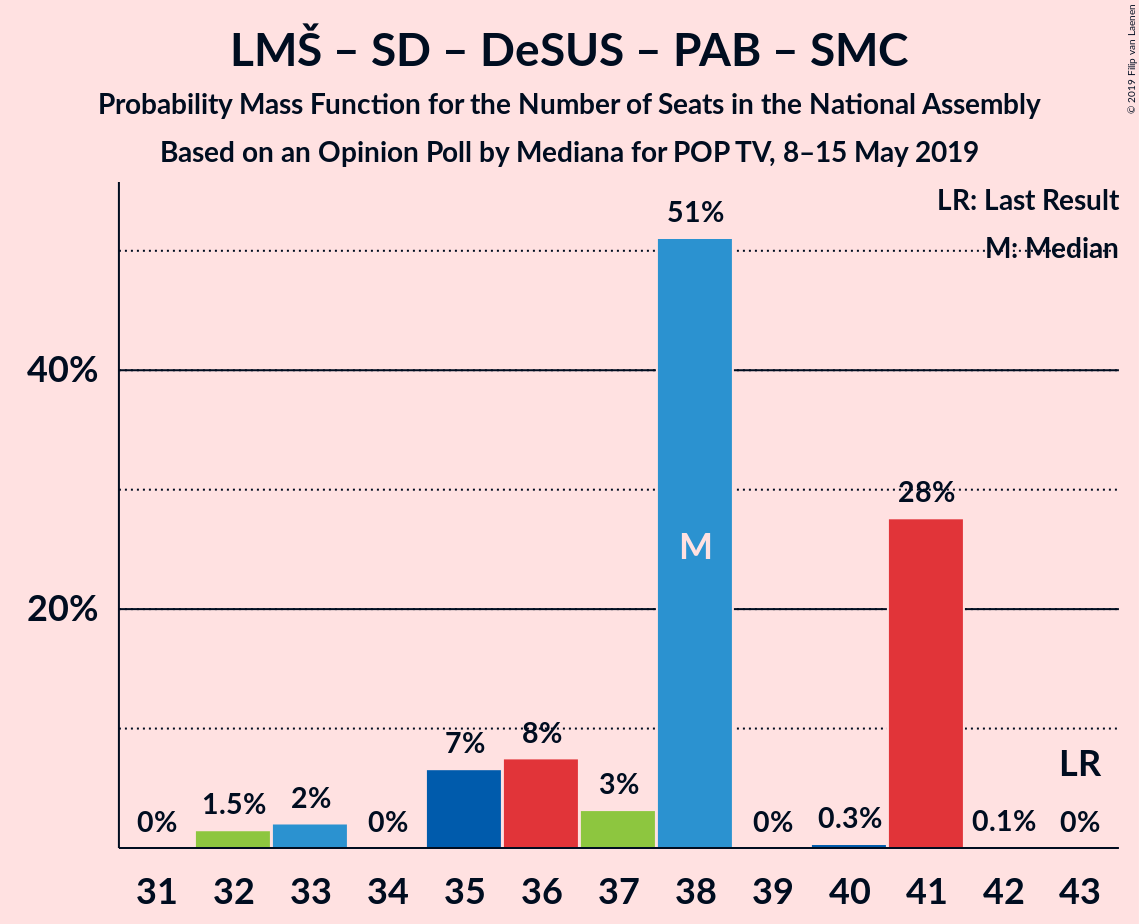 LMŠ – SD – DeSUS – PAB – SMC
Probability Mass Function for the Number of Seats in the National Assembly
Based on an Opinion Poll by Mediana for POP TV, 8–15 May 2019
© 2019 Filip van Laenen
LR: Last Result
M: Median
51%
40%
28%
M
20%
8%
7%
LR
3%
2%
1.5%
0%
0%
0%
0.3%
0.1%
0%
31 32 33 34 35 36 37 38 39 40 41 42 43